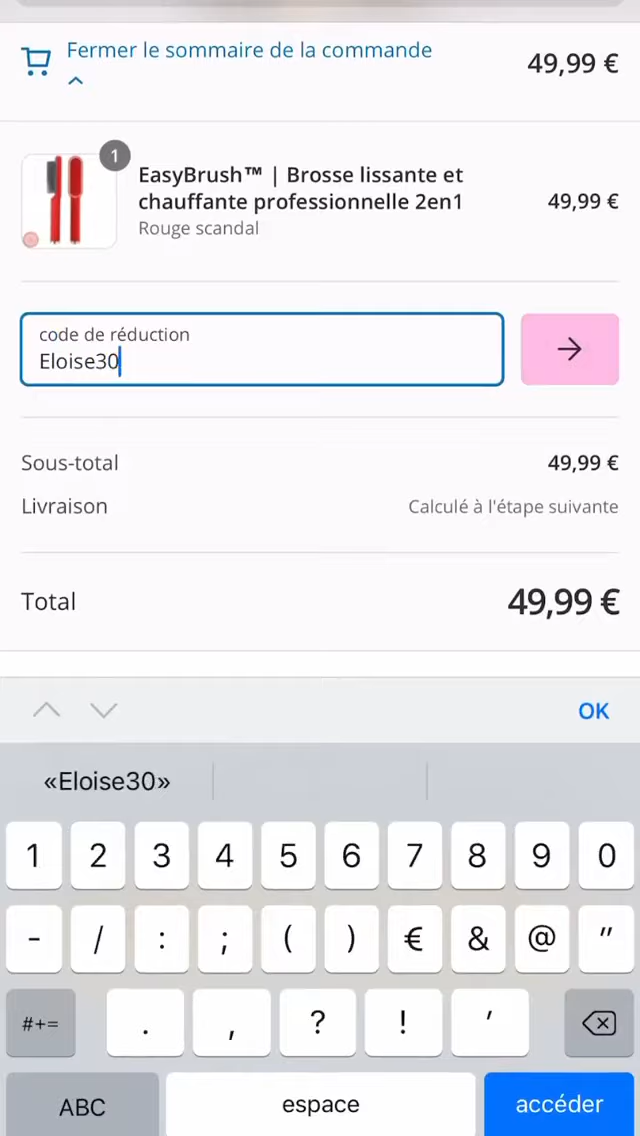 Fermer le sommaire de la commande
49,99 €
1
EasyBrush™ | Brosse lissante et
chauffante professionnelle 2en1
49,99 €
Rouge scandal
code de réduction
Eloise30
Sous-total 49,99 €
Livraison Calculé à l'étape suivante
Total 49,99 €
OK
«Eloise30»
1 2 3 4 5 6 7 8 9 0
- / : ; ( ) € & @ "
#+= . , ? ! '
ABC espace accéder